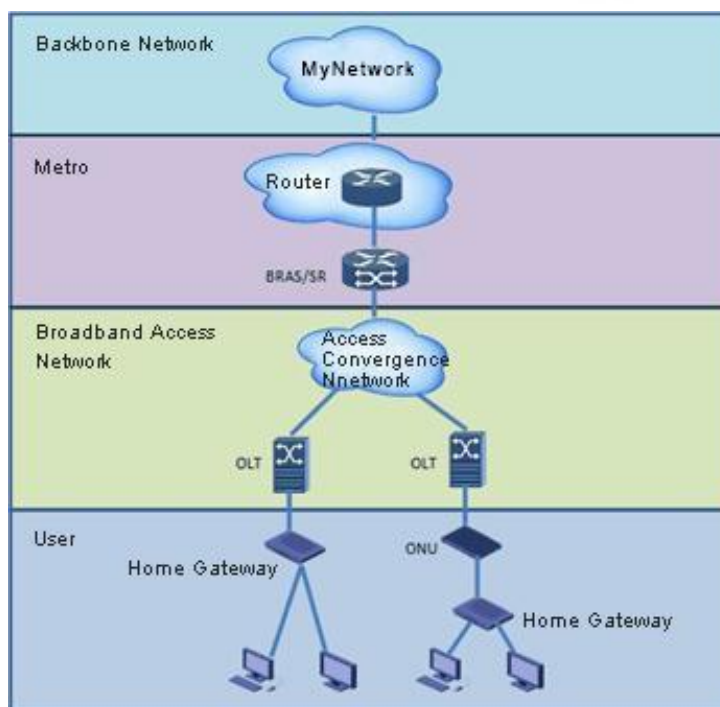 Backbone Network
MyNetwork
Metro
Router
BRAS/SR
Broadband Access
Network
Access
Convergence
Nnetwork
OLT
OLT
User
Home Gateway
ONU
Home Gateway